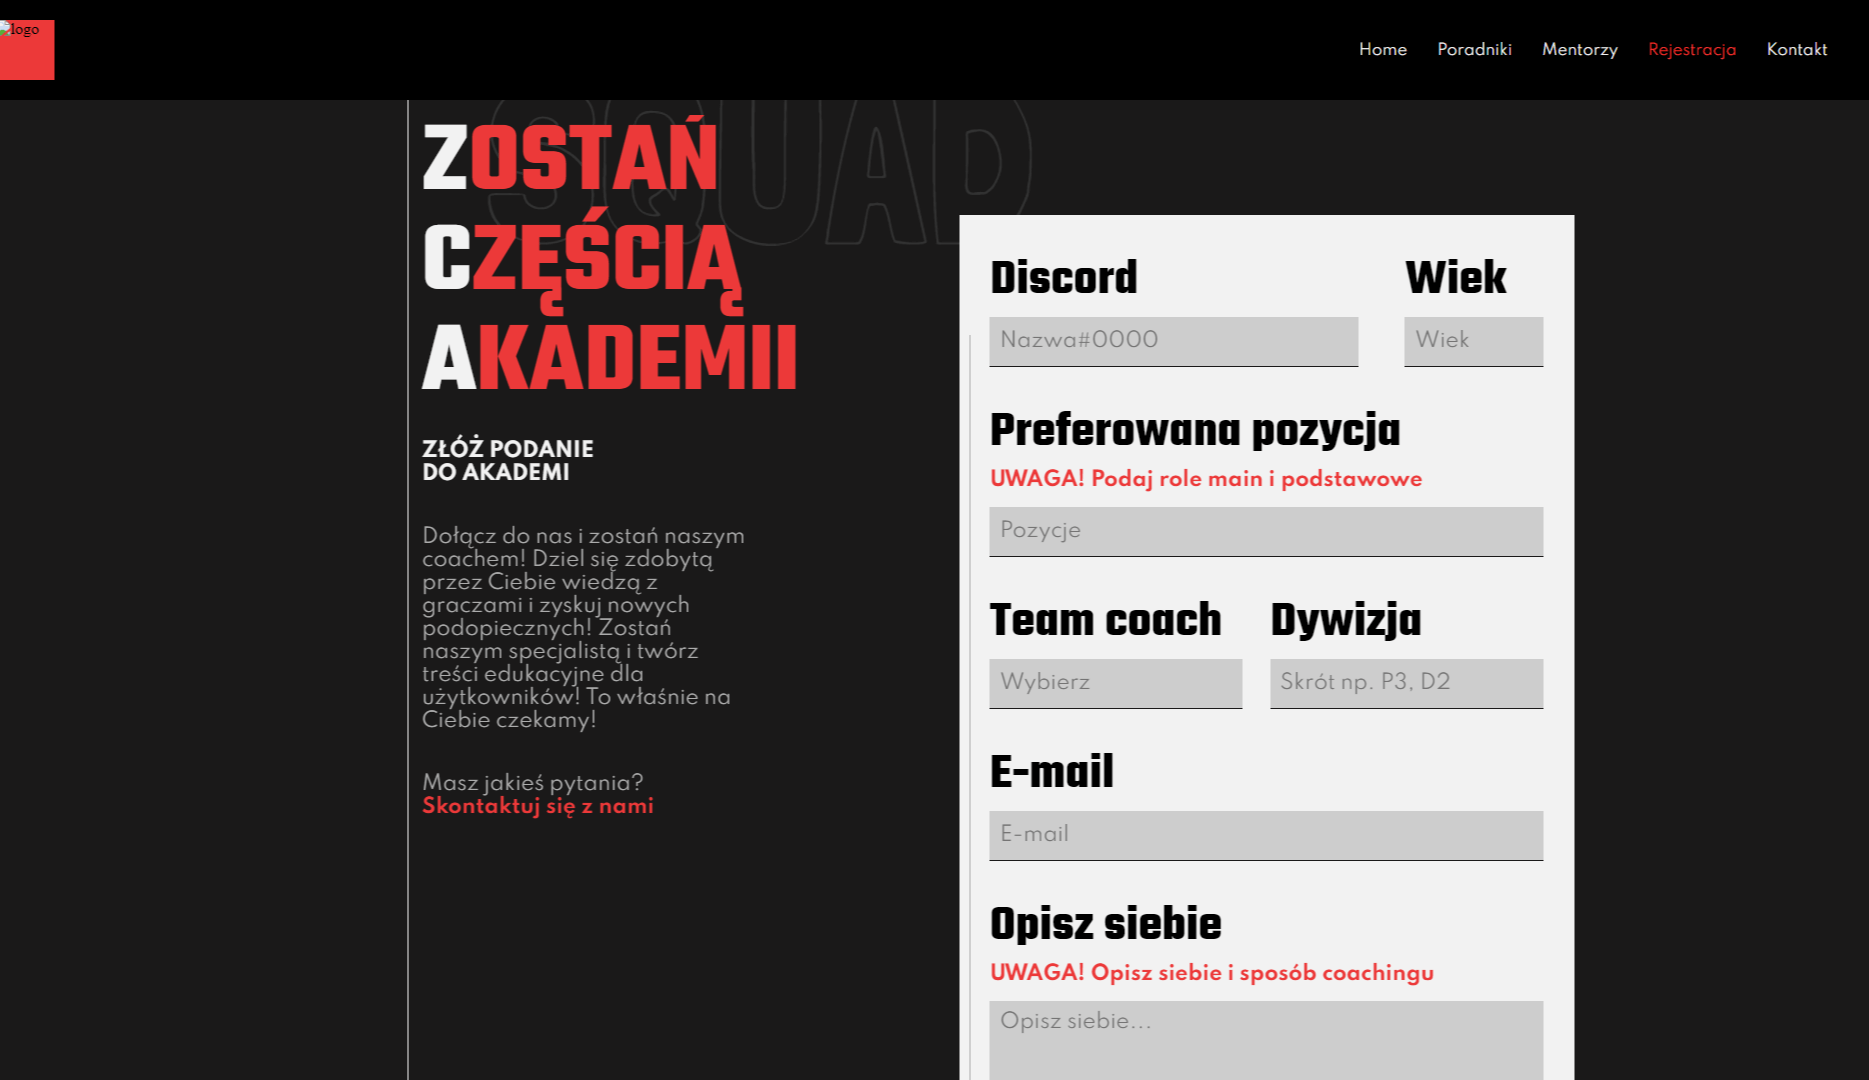 logo
Home Poradniki Mentorzy Rejestracja Kontakt
SQUAD
ZOSTAŃ
CZĘŚCIĄ
AKADEMII
ZŁÓŻ PODANIE
DO AKADEMI
Dołącz do nas i zostań naszym
coachem! Dziel się zdobytą
przez Ciebie wiedzą z
graczami i zyskuj nowych
podopiecznych! Zostań
naszym specjalistą i twórz
treści edukacyjne dla
użytkowników! To właśnie na
Ciebie czekamy!
Masz jakieś pytania?
Skontaktuj się z nami
Discord Wiek
Nazwa#0000 Wiek
Preferowana pozycja
UWAGA! Podaj role main i podstawowe
Pozycje
Team coach Dywizja
Wybierz Skrót np. P3, D2
E-mail
E-mail
Opisz siebie
UWAGA! Opisz siebie i sposób coachingu
Opisz siebie...